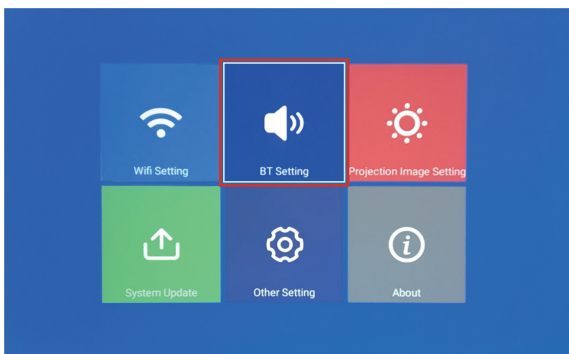 Wifi Setting
BT Setting
Projection Image Setting
System Update
Other Setting
About